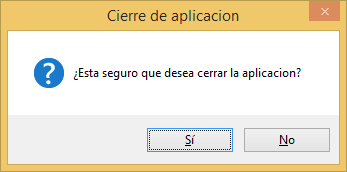 Cierre de aplicacion
¿Esta seguro que desea cerrar la aplicacion?
Sí
No